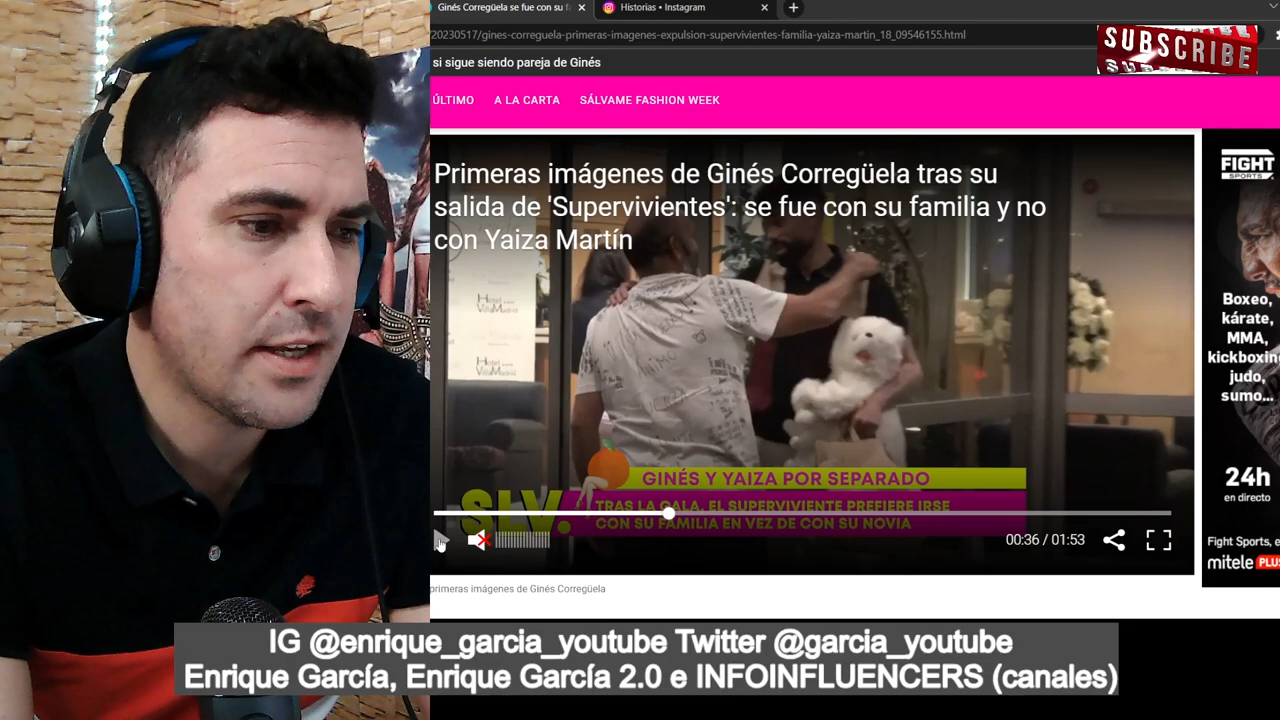 Ginés Corregüela se fue con su f
Historias • Instagram
20230517/gines-correguela-primeras-imagenes-expulsion-supervivientes-familia-yaiza-martin_18_09546155.html
SUBSCRIBE
si sigue siendo pareja de Ginés
ÚLTIMO A LA CARTA SÁLVAME FASHION WEEK
Primeras imágenes de Ginés Corregüela tras su
salida de 'Supervivientes': se fue con su familia y no
con Yaiza Martín
Hotel
VillaMadrid
Hotel
VillaMadrid
GINÉS Y YAIZA POR SEPARADO
SLV.
TRAS LA GALA, EL SUPERVIVIENTE PREFIERE IRSE
CON SU FAMILIA EN VEZ DE CON SU NOVIA
00:36 / 01:53
primeras imágenes de Ginés Corregüela
FIGHT
SPORTS
Boxeo,
kárate,
MMA,
kickboxing
judo,
sumo...
24h
en directo
Fight Sports, e
mitele PLUS
IG @enrique_garcia_youtube Twitter @garcia_youtube
Enrique García, Enrique García 2.0 e INFOINFLUENCERS (canales)